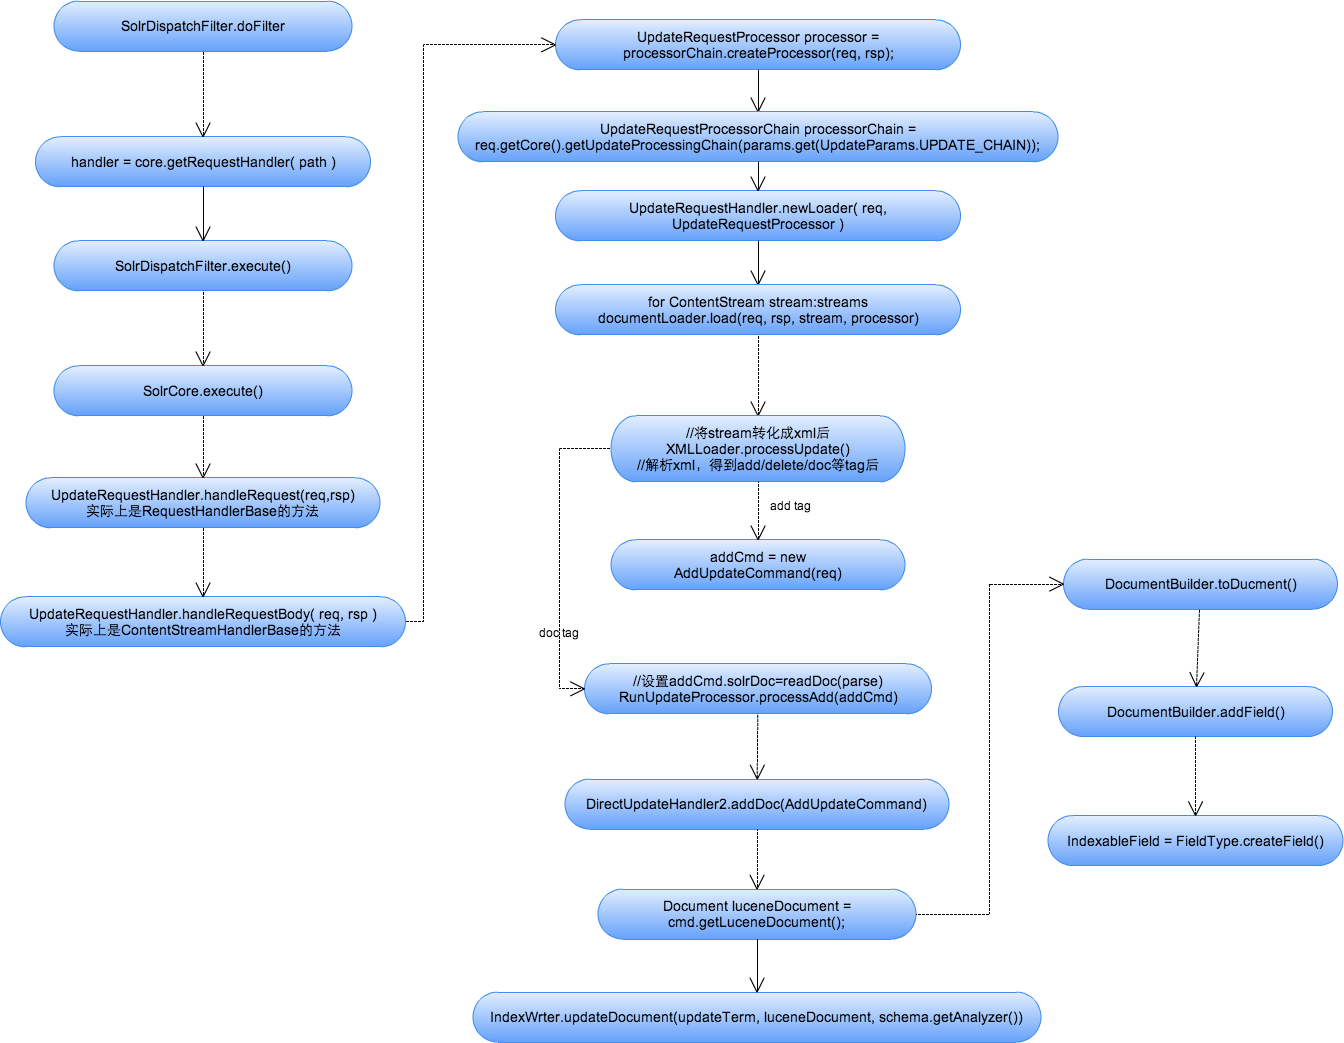 SolrDispatchFilter.doFilter
handler = core.getRequestHandler( path )
SolrDispatchFilter.execute()
SolrCore.execute()
UpdateRequestHandler.handleRequest(req,rsp)
实际上是RequestHandlerBase的方法
UpdateRequestHandler.handleRequestBody( req, rsp )
实际上是ContentStreamHandlerBase的方法
UpdateRequestProcessor processor =
processorChain.createProcessor(req, rsp);
UpdateRequestProcessorChain processorChain =
req.getCore().getUpdateProcessingChain(params.get(UpdateParams.UPDATE_CHAIN));
UpdateRequestHandler.newLoader( req,
UpdateRequestProcessor )
for ContentStream stream:streams
documentLoader.load(req, rsp, stream, processor)
//将stream转化成xml后
XMLLoader.processUpdate()
//解析xml，得到add/delete/doc等tag后
add tag
addCmd = new
AddUpdateCommand(req)
doc tag
//设置addCmd.solrDoc=readDoc(parse)
RunUpdateProcessor.processAdd(addCmd)
DirectUpdateHandler2.addDoc(AddUpdateCommand)
Document luceneDocument =
cmd.getLuceneDocument();
IndexWrter.updateDocument(updateTerm, luceneDocument, schema.getAnalyzer())
DocumentBuilder.toDucment()
DocumentBuilder.addField()
IndexableField = FieldType.createField()